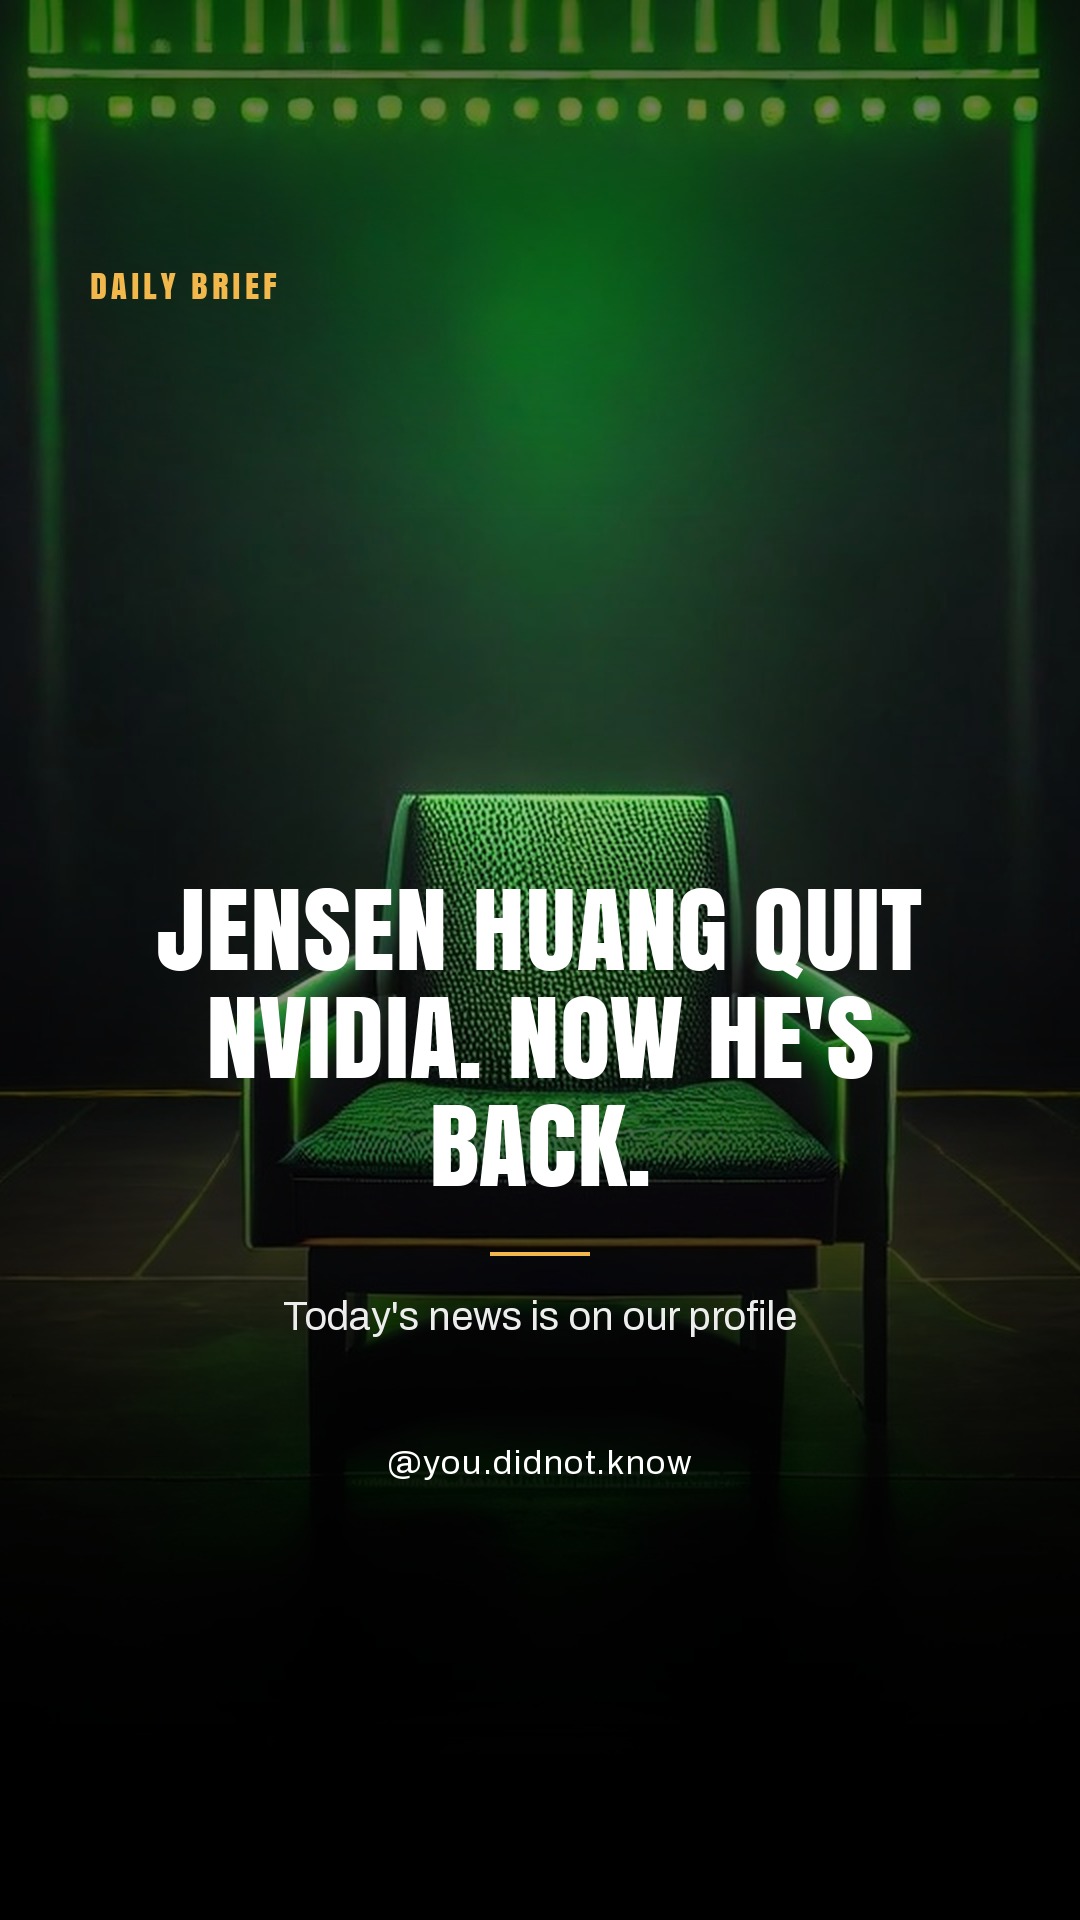 DAILY BRIEF
JENSEN HUANG QUIT
NVIDIA. NOW HE'S
BACK.
Today's news is on our profile
@you.didnot.know